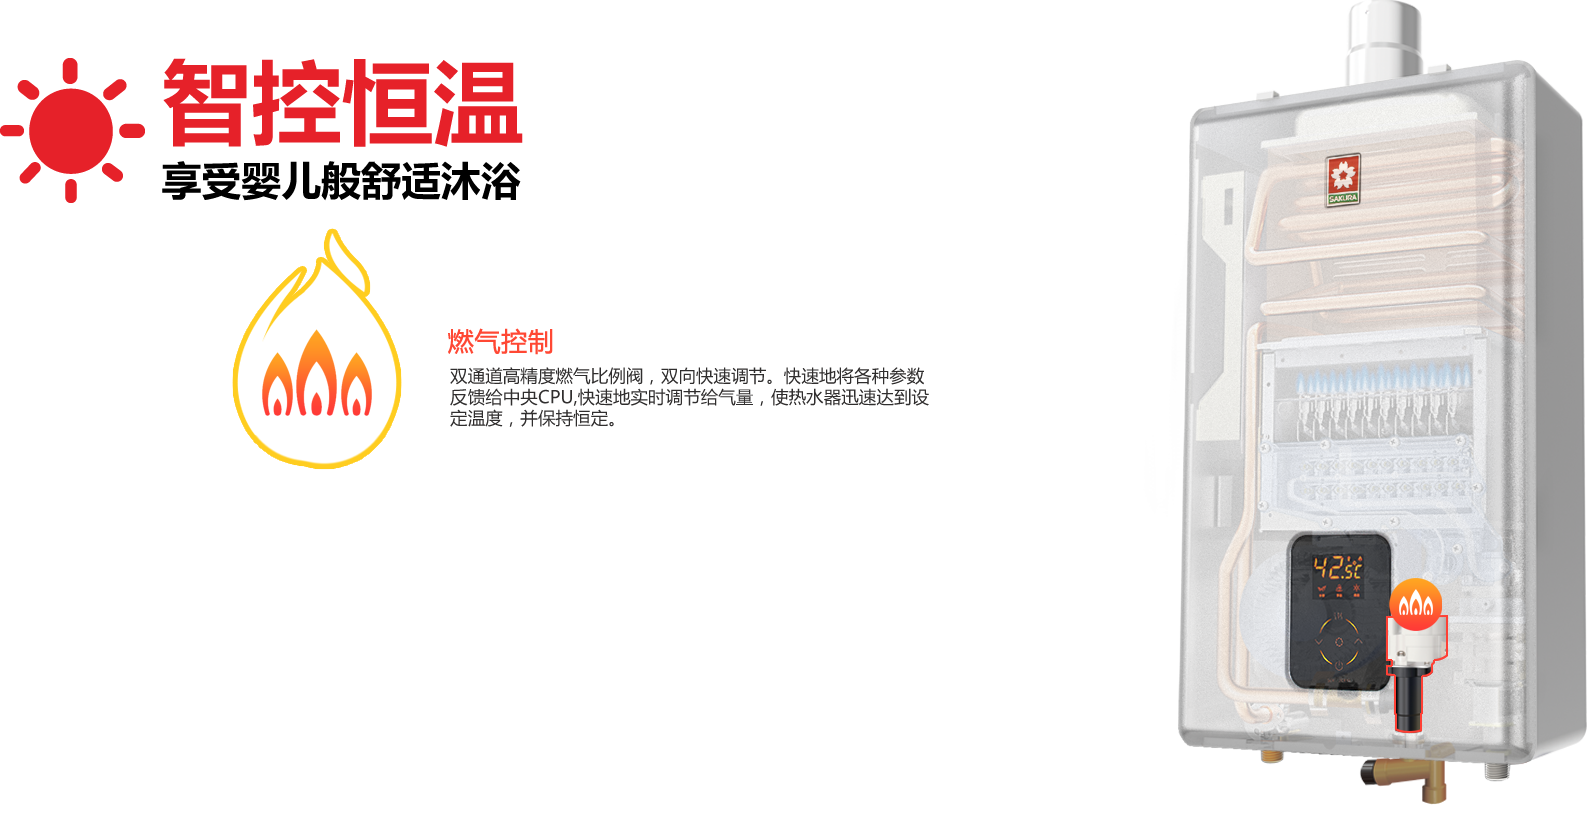 智控恒温
享受婴儿般舒适沐浴
燃气控制
双通道高精度燃气比例阀，双向快速调节。快速地将各种参数
反馈给中央CPU,快速地实时调节给气量，使热水器迅速达到设
定温度，并保持恒定。
SAKURA
42.5℃